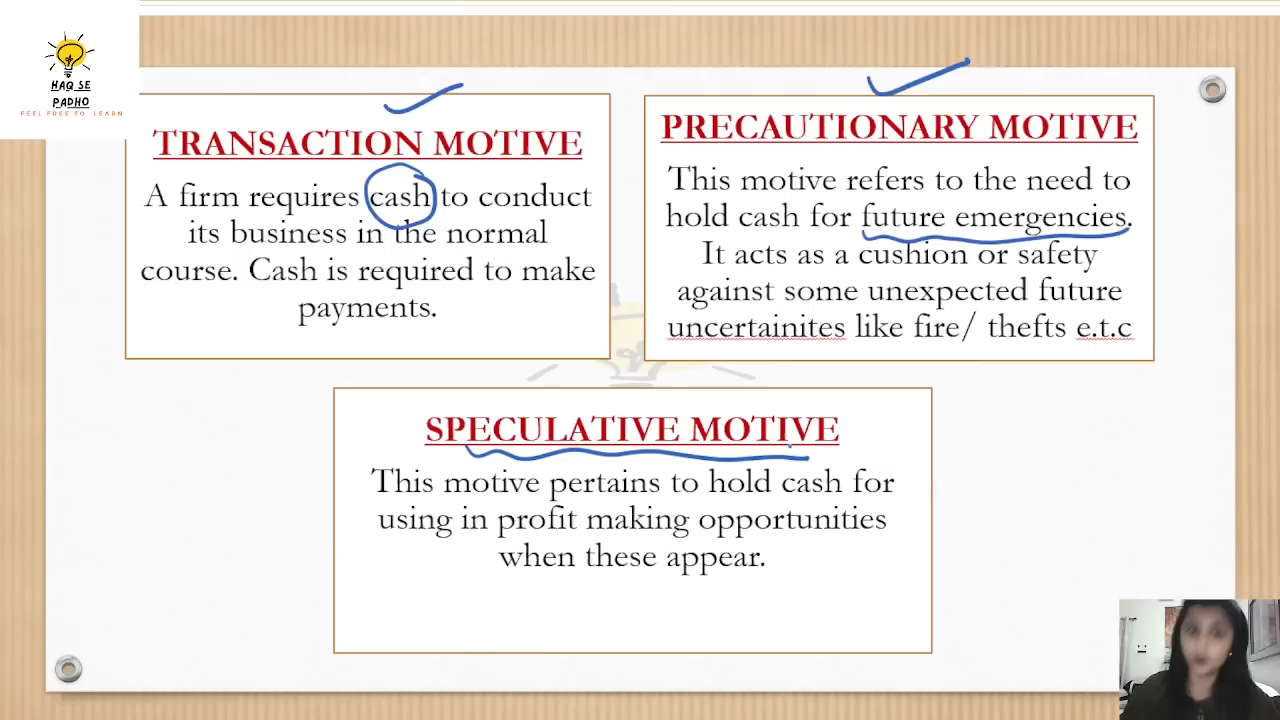 HAQ SE
PADHO
FEEL FREE TO LEARN
TRANSACTION MOTIVE
A firm requires cash to conduct
its business in the normal
course. Cash is required to make
payments.
PRECAUTIONARY MOTIVE
This motive refers to the need to
hold cash for future emergencies.
It acts as a cushion or safety
against some unexpected future
uncertainites like fire/ thefts e.t.c
SPECULATIVE MOTIVE
This motive pertains to hold cash for
using in profit making opportunities
when these appear.